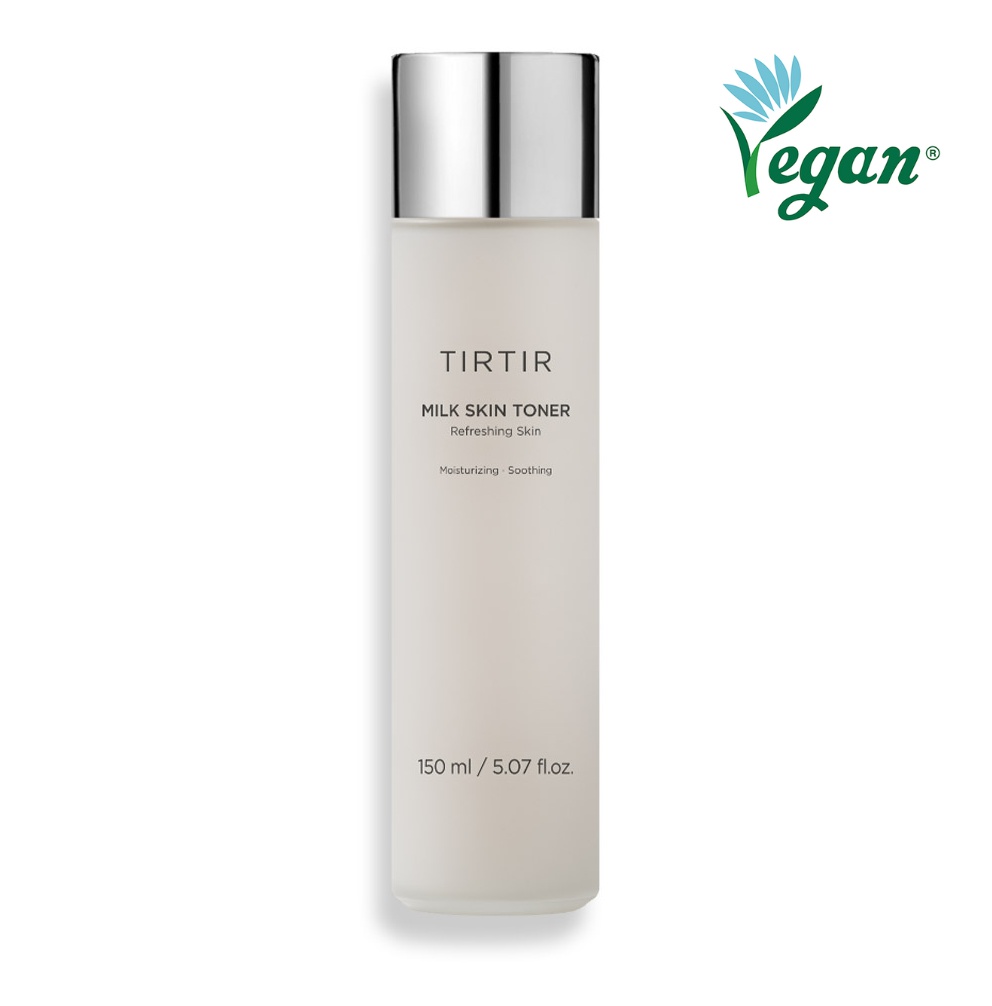 Vegan®
TIRTIR
MILK SKIN TONER
Refreshing Skin
Moisturizing · Soothing
150 ml / 5.07 fl.oz.